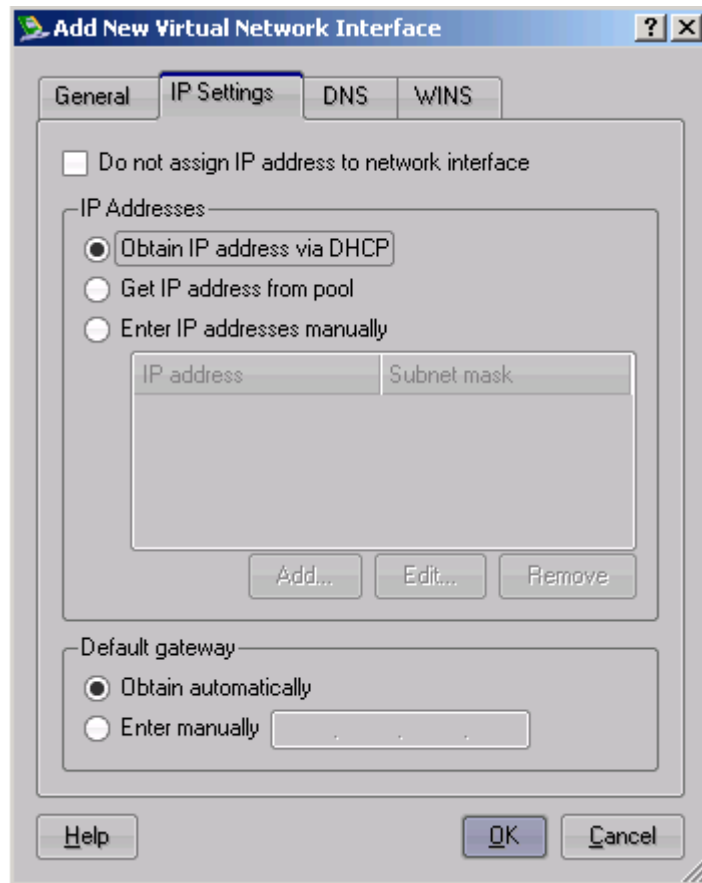 Add New Virtual Network Interface
General IP Settings DNS WINS
Do not assign IP address to network interface
IP Addresses
Obtain IP address via DHCP
Get IP address from pool
Enter IP addresses manually
IP address Subnet mask
Add... Edit... Remove
Default gateway
Obtain automatically
Enter manually . . .
Help OK Cancel